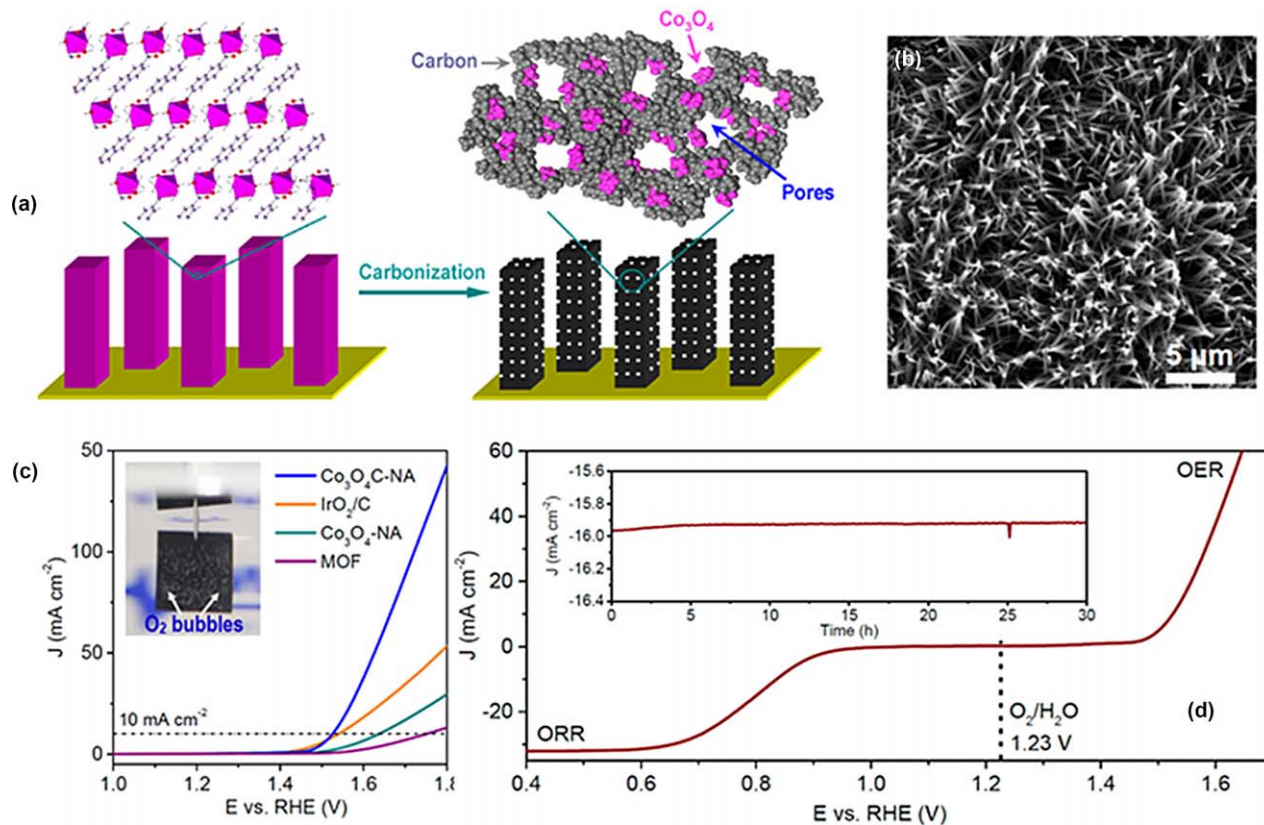 (a)
Carbon
Co₃O₄
Pores
Carbonization
(b)
5 µm
(c)
50
100
50
0
J (mA cm⁻²)
Co₃O₄C-NA
IrO₂/C
Co₃O₄-NA
MOF
O₂ bubbles
10 mA cm⁻²
1.0
1.2
1.4
1.6
1.8
E vs. RHE (V)
60
40
20
0
-20
J (mA cm⁻²)
-15.6
-15.8
-16.0
-16.2
-16.4
J (mA cm⁻²)
0
5
10
15
20
25
30
Time (h)
OER
ORR
O₂/H₂O
1.23 V
(d)
0.4
0.6
0.8
1.0
1.2
1.4
1.6
E vs. RHE (V)